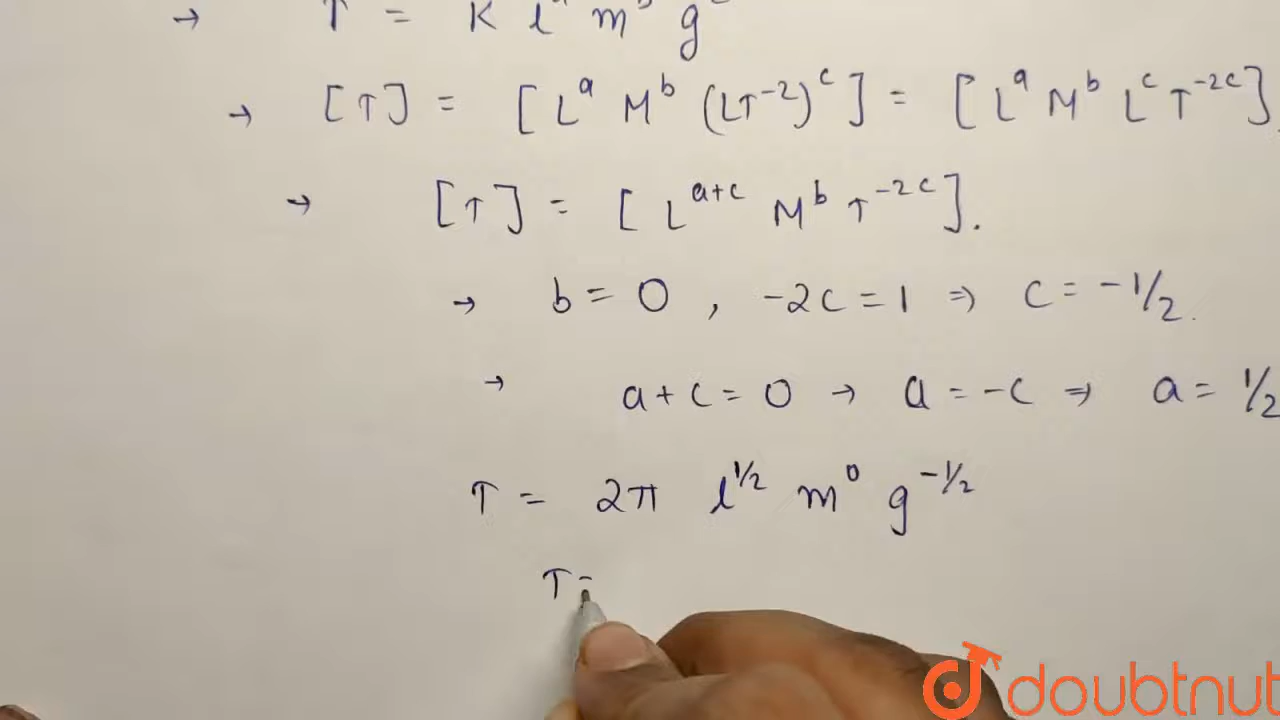 → T = K l^a m^b g^c
→ [T] = [L^a M^b (LT^-2)^c] = [L^a M^b L^c T^-2c]
→ [T] = [L^a+c M^b T^-2c].
→ b = 0 , -2c = 1 ⇒ c = -1/2.
→ a + c = 0 → a = -c ⇒ a = 1/2
T = 2π l^1/2 m^0 g^-1/2
T =
doubtnut